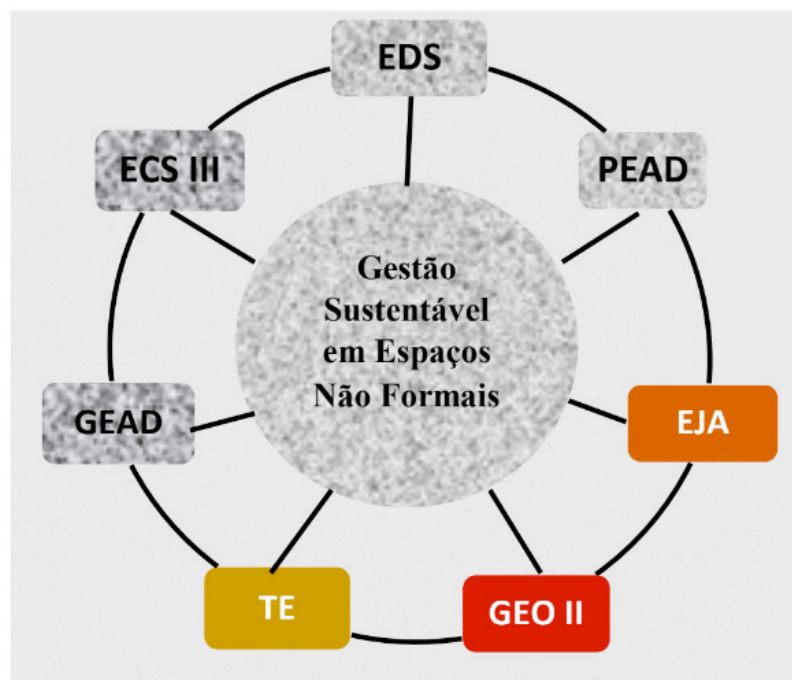 EDS
ECS III
PEAD
Gestão
Sustentável
em Espaços
Não Formais
GEAD
EJA
TE
GEO II